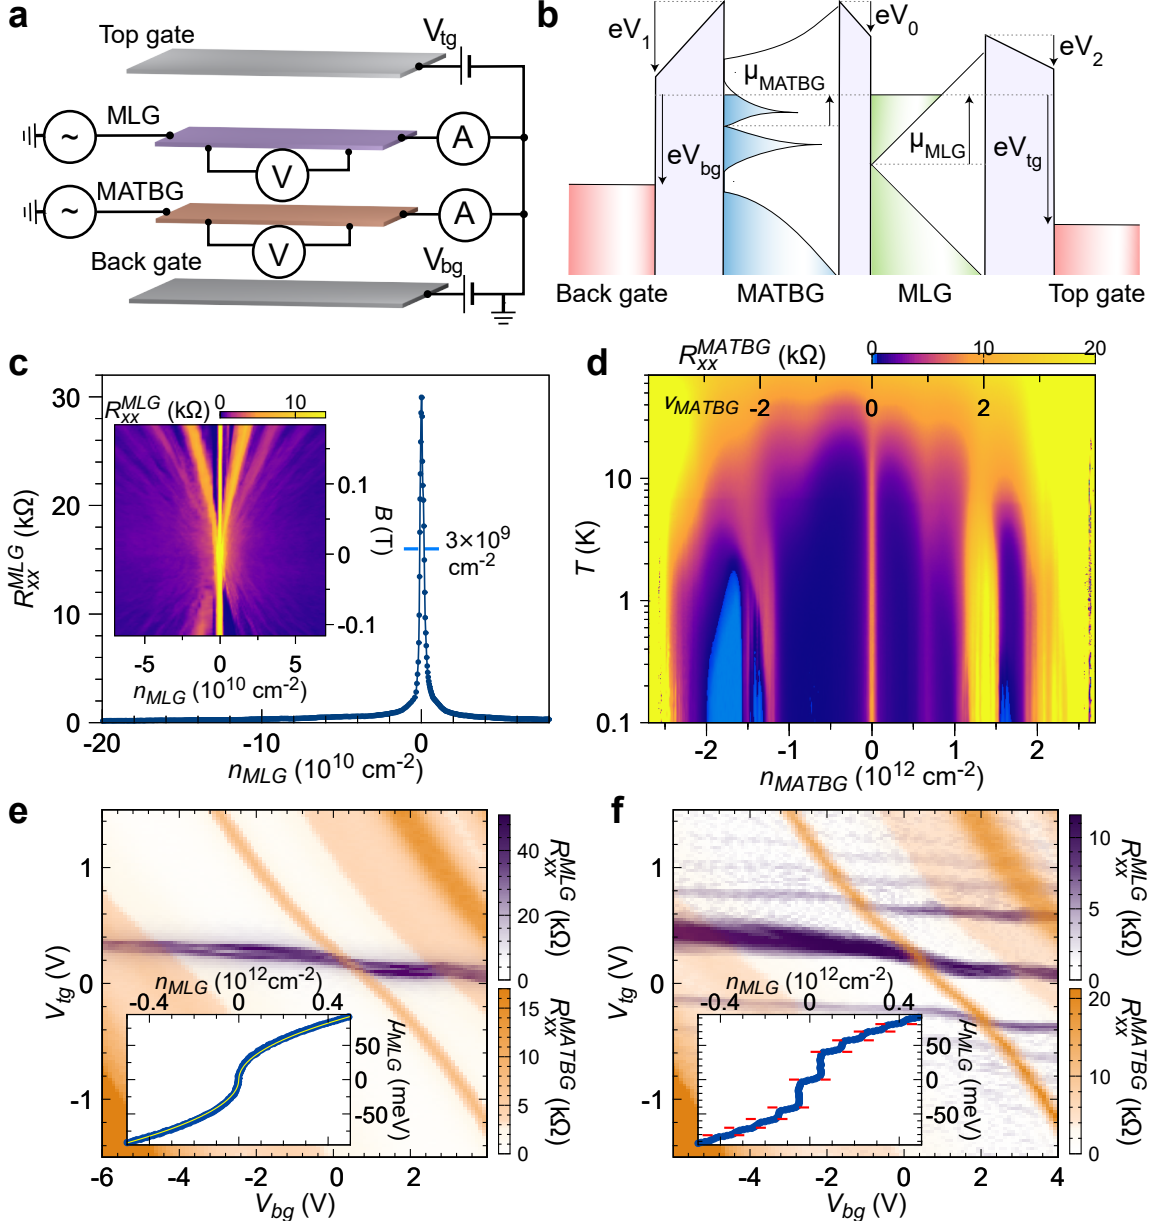 a
Top gate
V_tg
MLG
~
A
V
MATBG
~
A
V
Back gate
V_bg
b
eV_1
eV_0
eV_2
μ_MATBG
μ_MLG
eV_bg
eV_tg
Back gate MATBG MLG Top gate
c
R_xx^MLG (kΩ)
30
20
10
0
-20 -10 0
n_MLG (10^10 cm^-2)
3×10^9
cm^-2
R_xx^MLG (kΩ)
0 10
B (T)
0.1
0
-0.1
-5 0 5
n_MLG (10^10 cm^-2)
d
R_xx^MATBG (kΩ)
0 10 20
ν_MATBG -2 0 2
T (K)
10
1
0.1
-2 -1 0 1 2
n_MATBG (10^12 cm^-2)
e
V_tg (V)
1
0
-1
-6 -4 -2 0 2
V_bg (V)
n_MLG (10^12 cm^-2)
-0.4 0 0.4
μ_MLG (meV)
50
0
-50
R_xx^MLG (kΩ)
40
20
0
R_xx^MATBG (kΩ)
15
10
5
0
f
V_tg (V)
1
0
-1
-4 -2 0 2 4
V_bg (V)
n_MLG (10^12 cm^-2)
-0.4 0 0.4
μ_MLG (meV)
50
0
-50
R_xx^MLG (kΩ)
10
5
0
R_xx^MATBG (kΩ)
20
10
0